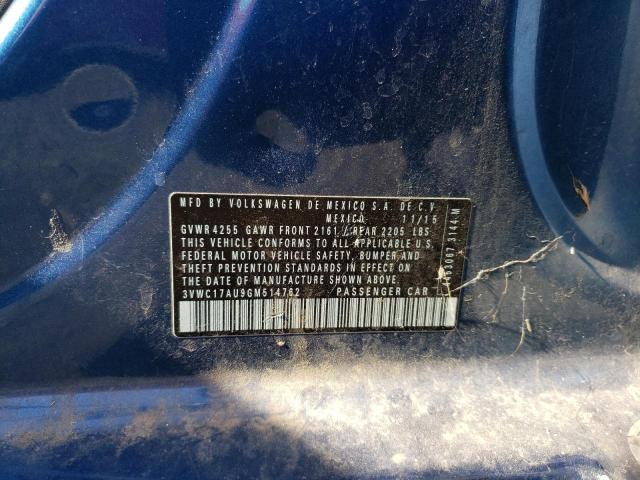 MFD BY VOLKSWAGEN DE MEXICO S.A. DE C.V.
MEXICO 11/15
GVWR 4255 GAWR FRONT 2161 / REAR 2205 LBS
THIS VEHICLE CONFORMS TO ALL APPLICABLE U.S.
FEDERAL MOTOR VEHICLE SAFETY, BUMPER AND
THEFT PREVENTION STANDARDS IN EFFECT ON
THE DATE OF MANUFACTURE SHOWN ABOVE.
3VWC17AU9GM514762 PASSENGER CAR
3144-M